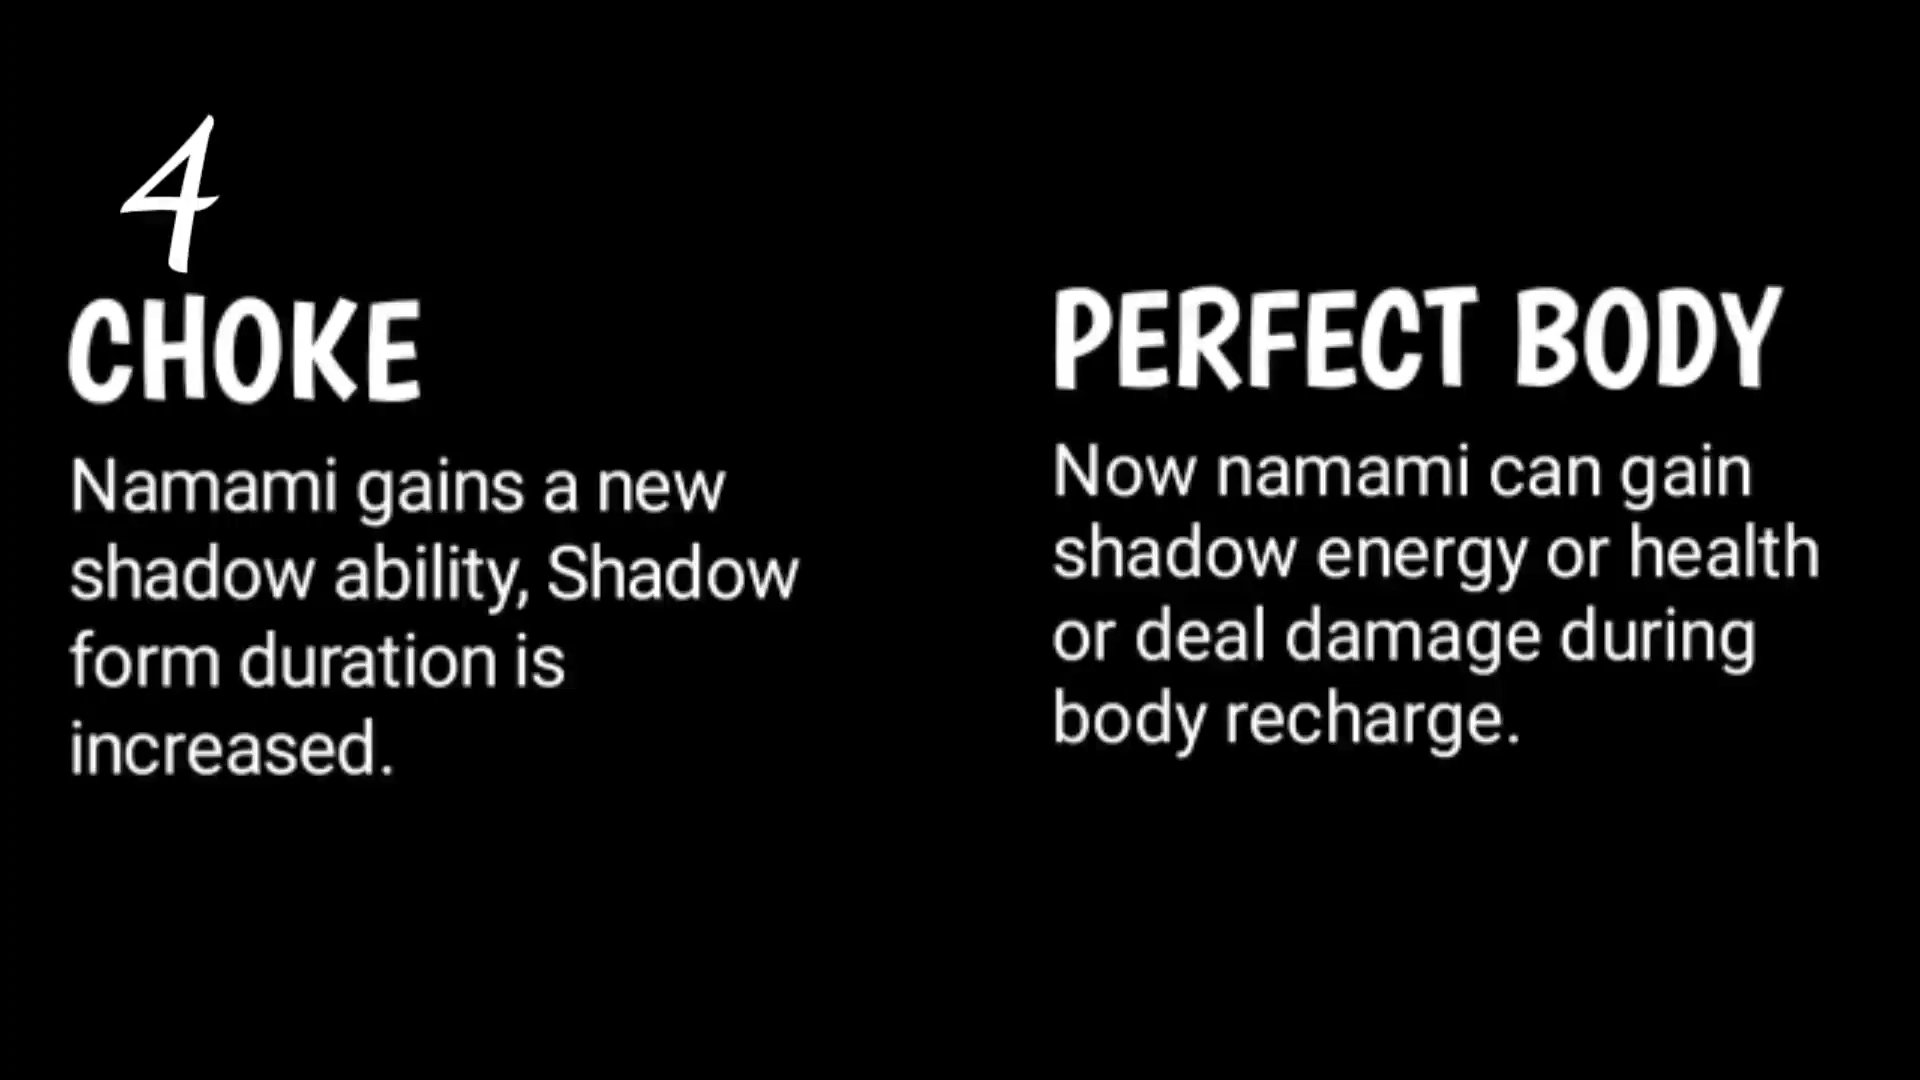 4
CHOKE
Namami gains a new
shadow ability, Shadow
form duration is
increased.
PERFECT BODY
Now namami can gain
shadow energy or health
or deal damage during
body recharge.